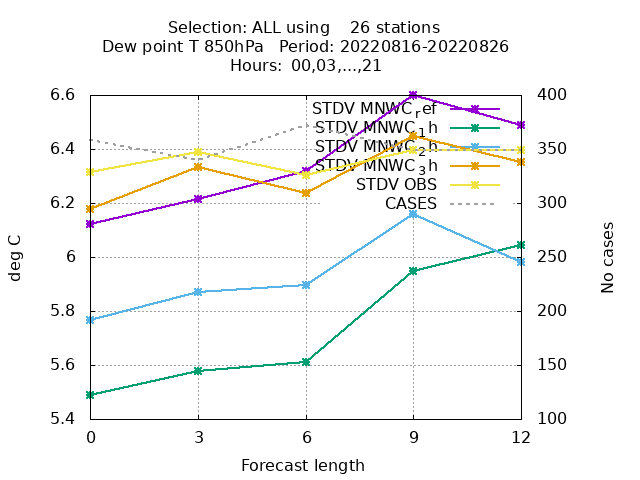 Selection: ALL using 26 stations
Dew point T 850hPa Period: 20220816-20220826
Hours: 00,03,...,21
6.6
6.4
6.2
6
5.8
5.6
5.4
400
350
300
250
200
150
100
0 3 6 9 12
deg C
No cases
Forecast length
STDV MNWC_ref
STDV MNWC_1h
STDV MNWC_2h
STDV MNWC_3h
STDV OBS
CASES